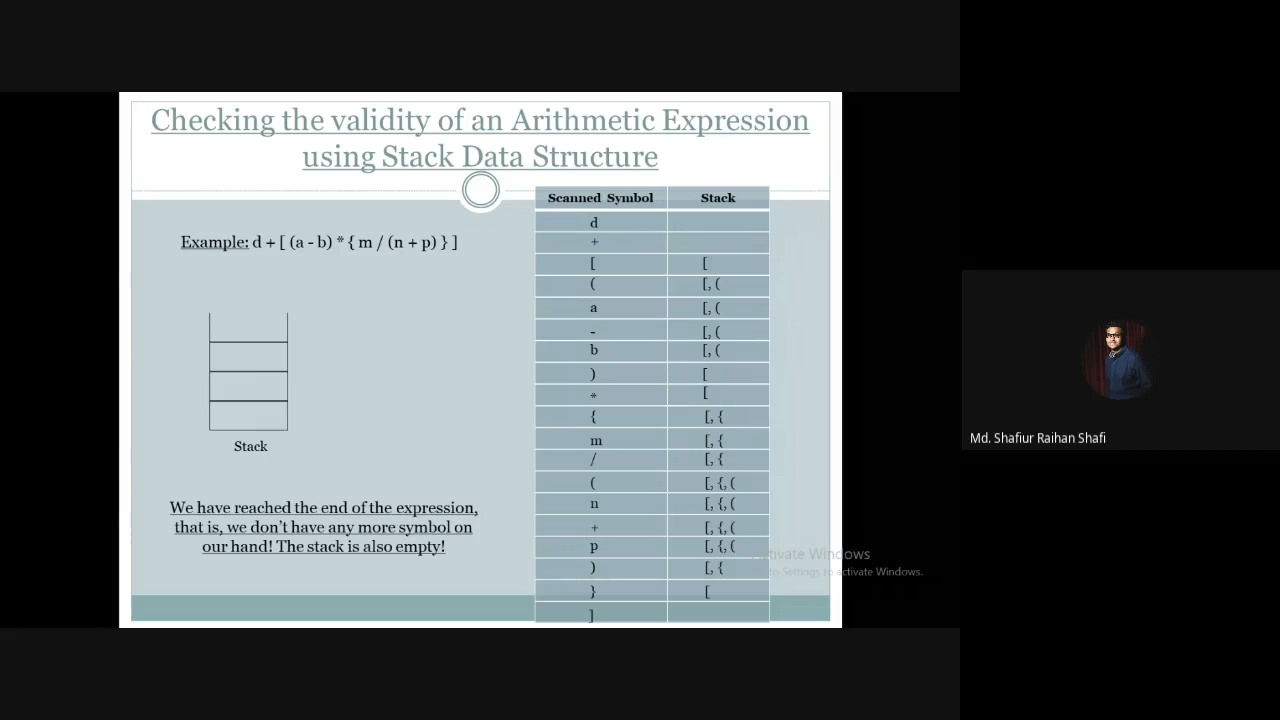 Checking the validity of an Arithmetic Expression
using Stack Data Structure
Example: d + [ (a - b) * { m / (n + p) } ]
Stack
We have reached the end of the expression,
that is, we don't have any more symbol on
our hand! The stack is also empty!
Scanned Symbol Stack
d
+
[ [
( [, (
a [, (
- [, (
b [, (
) [
* [
{ [, {
m [, {
/ [, {
( [, {, (
n [, {, (
+ [, {, (
p [, {, (
) [, {
} [
]
Activate Windows
to Settings to activate Windows.
Md. Shafiur Raihan Shafi